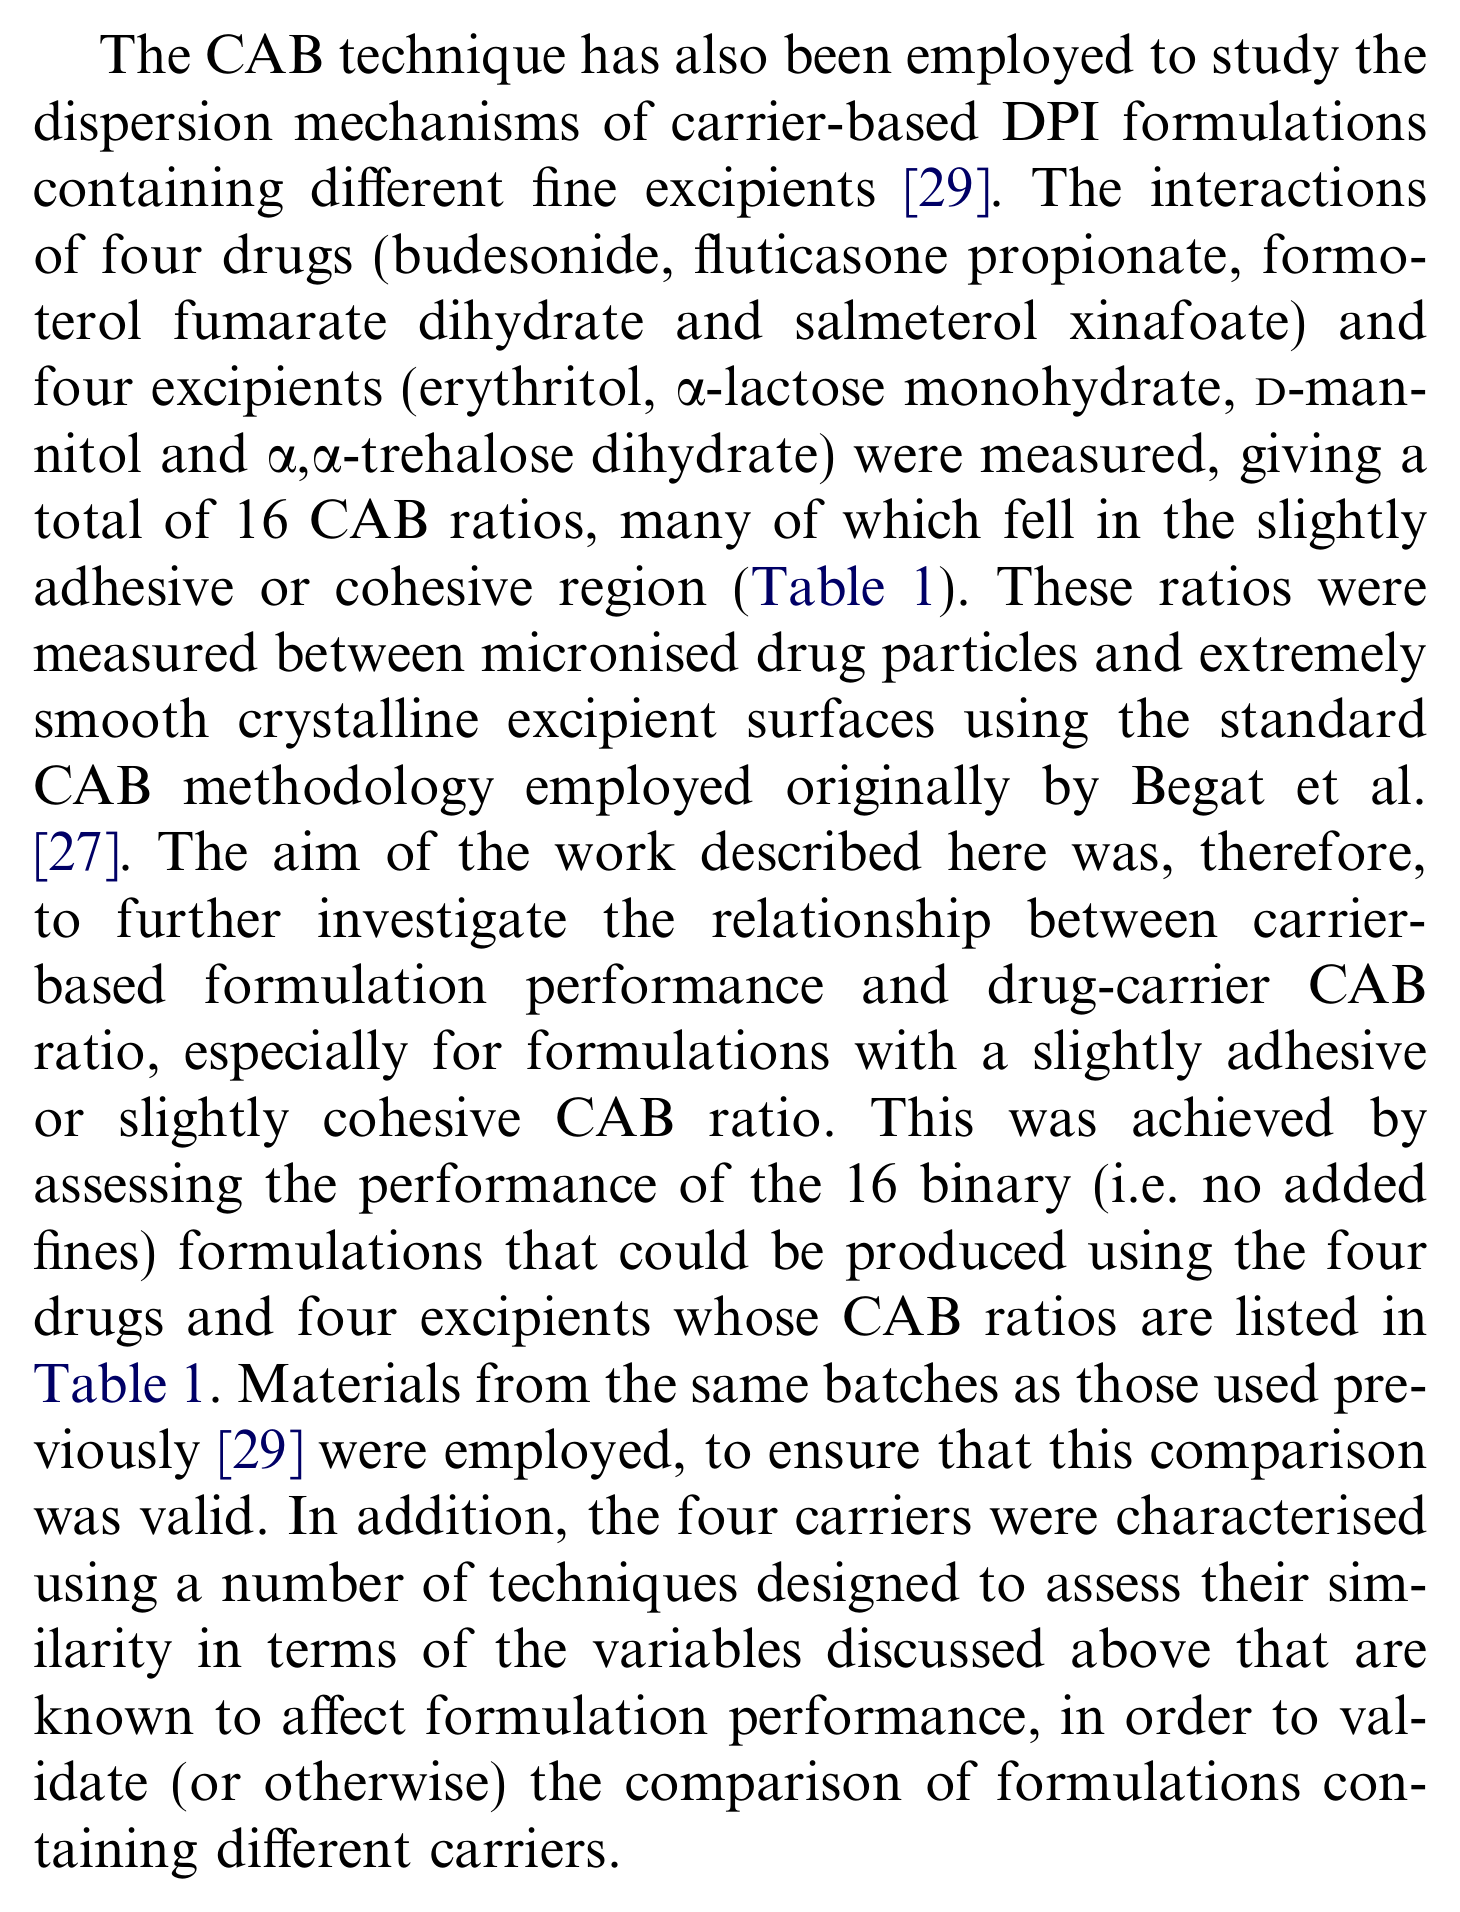 The CAB technique has also been employed to study the
dispersion mechanisms of carrier-based DPI formulations
containing different fine excipients [29]. The interactions
of four drugs (budesonide, fluticasone propionate, formo-
terol fumarate dihydrate and salmeterol xinafoate) and
four excipients (erythritol, α-lactose monohydrate, D-man-
nitol and α,α-trehalose dihydrate) were measured, giving a
total of 16 CAB ratios, many of which fell in the slightly
adhesive or cohesive region (Table 1). These ratios were
measured between micronised drug particles and extremely
smooth crystalline excipient surfaces using the standard
CAB methodology employed originally by Begat et al.
[27]. The aim of the work described here was, therefore,
to further investigate the relationship between carrier-
based formulation performance and drug-carrier CAB
ratio, especially for formulations with a slightly adhesive
or slightly cohesive CAB ratio. This was achieved by
assessing the performance of the 16 binary (i.e. no added
fines) formulations that could be produced using the four
drugs and four excipients whose CAB ratios are listed in
Table 1. Materials from the same batches as those used pre-
viously [29] were employed, to ensure that this comparison
was valid. In addition, the four carriers were characterised
using a number of techniques designed to assess their sim-
ilarity in terms of the variables discussed above that are
known to affect formulation performance, in order to val-
idate (or otherwise) the comparison of formulations con-
taining different carriers.